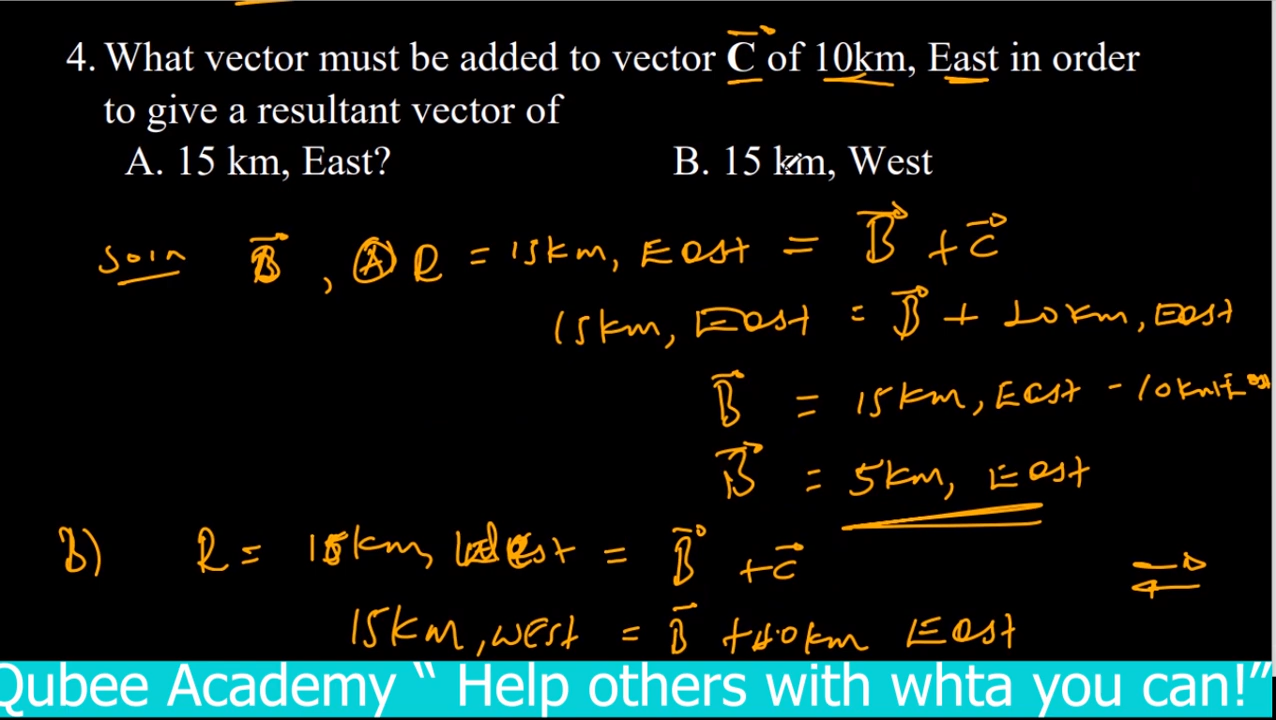 4. What vector must be added to vector C of 10km, East in order
to give a resultant vector of
A. 15 km, East? B. 15 km, West
Soln B, A R = 15km, East = B + C
15km, East = B + 10km, East
B = 15km, East - 10km, East
B = 5km, East
B) R = 15km, West = B + C
15km, west = B + 10km East
Qubee Academy “ Help others with whta you can!”